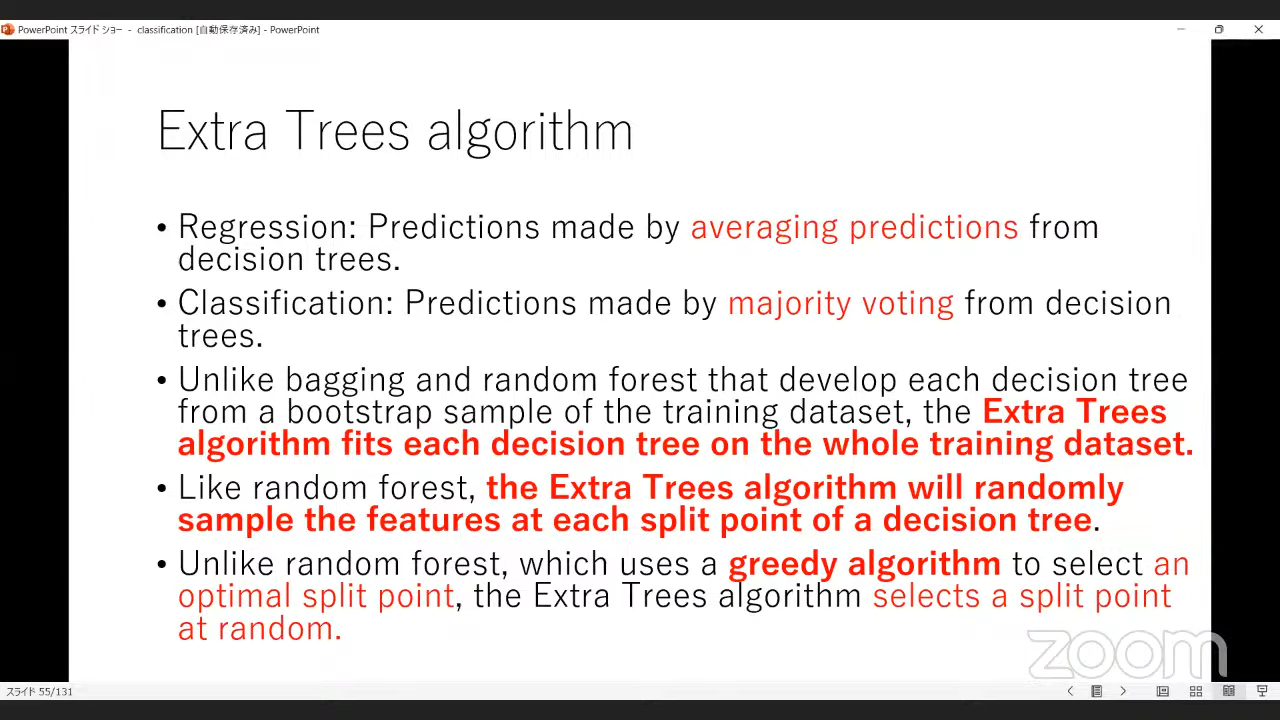 PowerPoint スライド ショー - classification [自動保存済み] - PowerPoint
Extra Trees algorithm
• Regression: Predictions made by averaging predictions from
decision trees.
• Classification: Predictions made by majority voting from decision
trees.
• Unlike bagging and random forest that develop each decision tree
from a bootstrap sample of the training dataset, the Extra Trees
algorithm fits each decision tree on the whole training dataset.
• Like random forest, the Extra Trees algorithm will randomly
sample the features at each split point of a decision tree.
• Unlike random forest, which uses a greedy algorithm to select an
optimal split point, the Extra Trees algorithm selects a split point
at random.
zoom
スライド 55/131